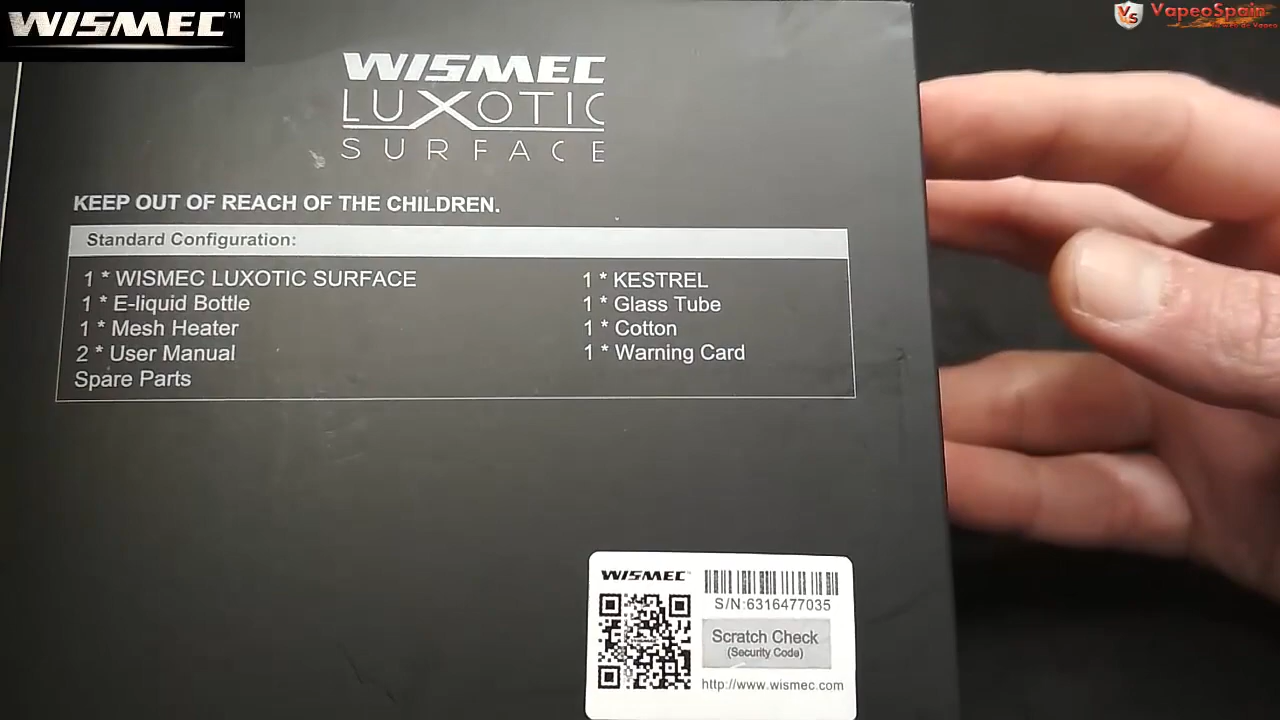 WISMEC™
VapeoSpain
WISMEC
LUXOTIC
SURFACE
KEEP OUT OF REACH OF THE CHILDREN.
Standard Configuration:
1 * WISMEC LUXOTIC SURFACE
1 * KESTREL
1 * E-liquid Bottle
1 * Glass Tube
1 * Mesh Heater
1 * Cotton
2 * User Manual
1 * Warning Card
Spare Parts
WISMEC™
S/N:6316477035
Scratch Check
(Security Code)
http://www.wismec.com